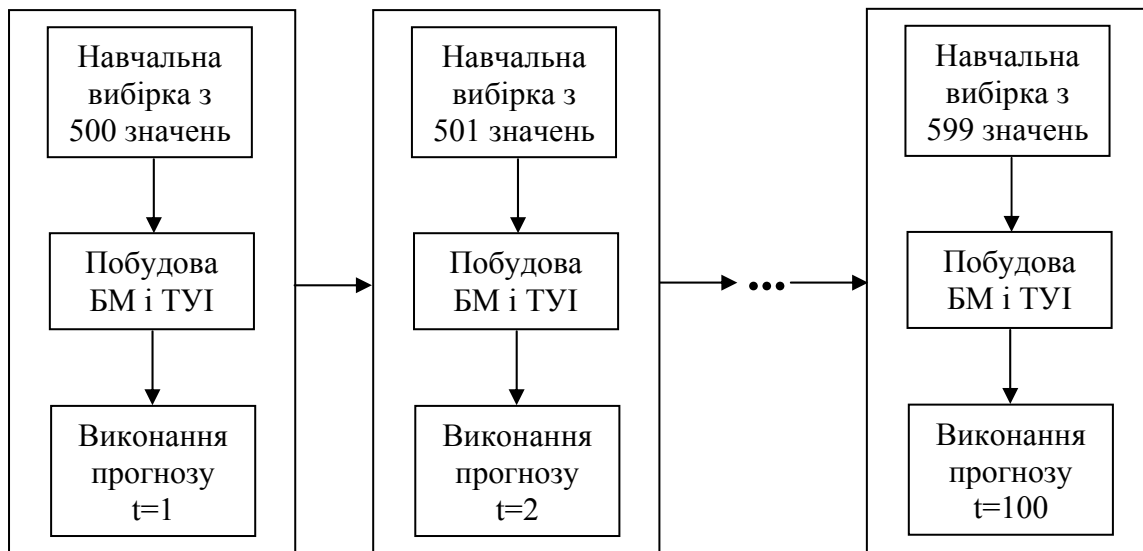 Навчальна
вибірка з
500 значень
Побудова
БМ і ТУІ
Виконання
прогнозу
t=1
Навчальна
вибірка з
501 значень
Побудова
БМ і ТУІ
Виконання
прогнозу
t=2
...
Навчальна
вибірка з
599 значень
Побудова
БМ і ТУІ
Виконання
прогнозу
t=100